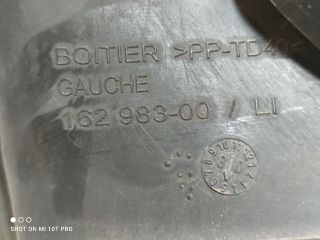 BOITIER >PP-TD40<
GAUCHE
162 983-00 / LI
SHOT ON MI 10T PRO